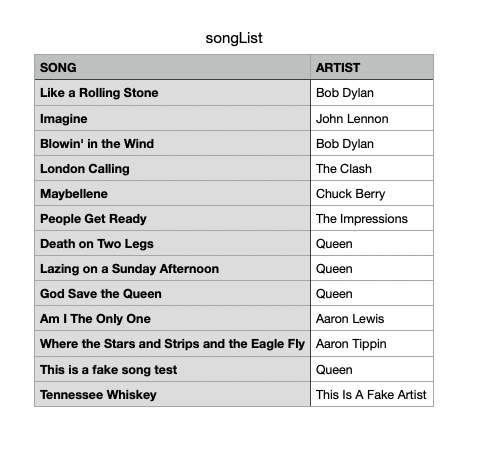 songList
SONG ARTIST
Like a Rolling Stone Bob Dylan
Imagine John Lennon
Blowin' in the Wind Bob Dylan
London Calling The Clash
Maybellene Chuck Berry
People Get Ready The Impressions
Death on Two Legs Queen
Lazing on a Sunday Afternoon Queen
God Save the Queen Queen
Am I The Only One Aaron Lewis
Where the Stars and Strips and the Eagle Fly Aaron Tippin
This is a fake song test Queen
Tennessee Whiskey This Is A Fake Artist